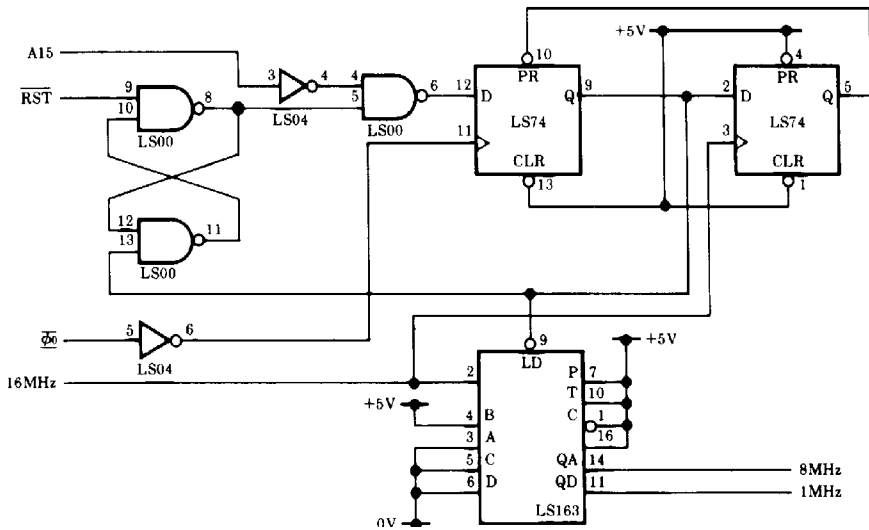 +5V
A15
3
4
4
6
12
D
10
PR
Q
9
2
D
4
PR
Q
5
RST
9
10
8
LS04
5
LS00
11
LS74
3
LS74
LS00
CLR
13
CLR
1
12
13
11
LS00
φ0
5
6
LS04
9
LD
+5V
16MHz
2
P
7
T
10
+5V
4
B
C
1
3
A
16
5
C
QA
14
8MHz
6
D
QD
11
1MHz
0V
LS163